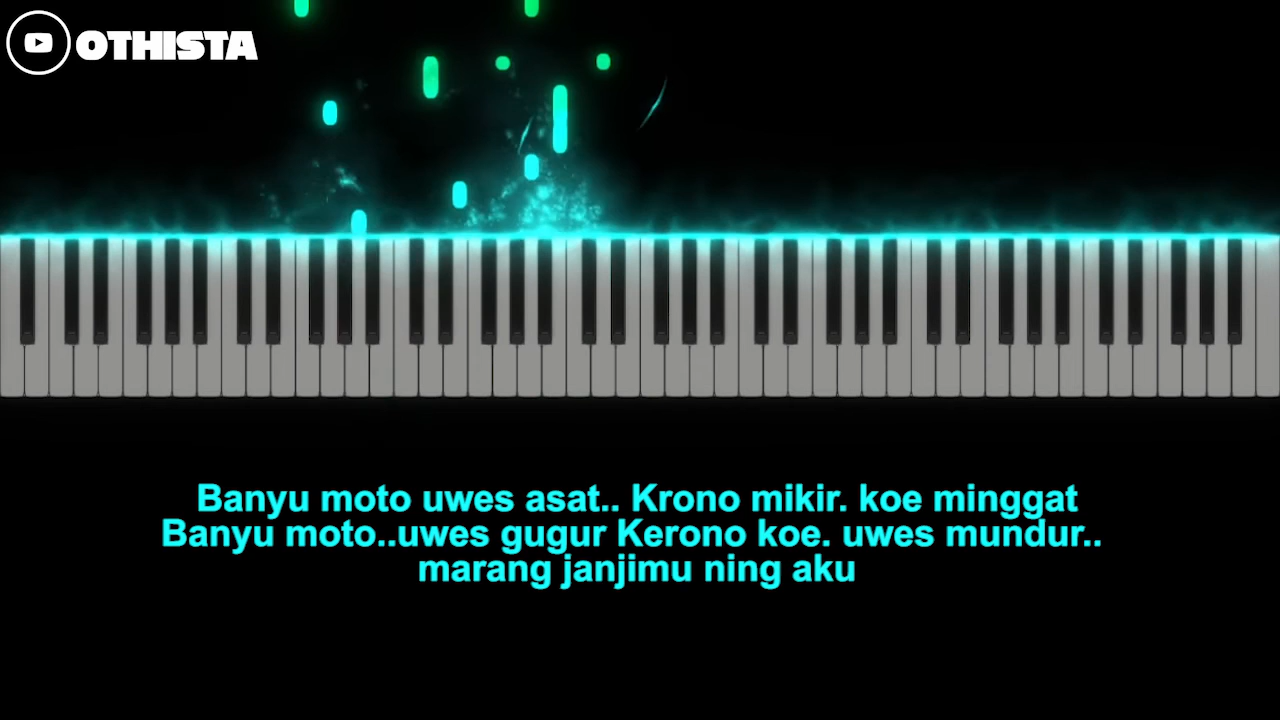 OTHISTA
Banyu moto uwes asat.. Krono mikir. koe minggat
Banyu moto..uwes gugur Kerono koe. uwes mundur..
marang janjimu ning aku